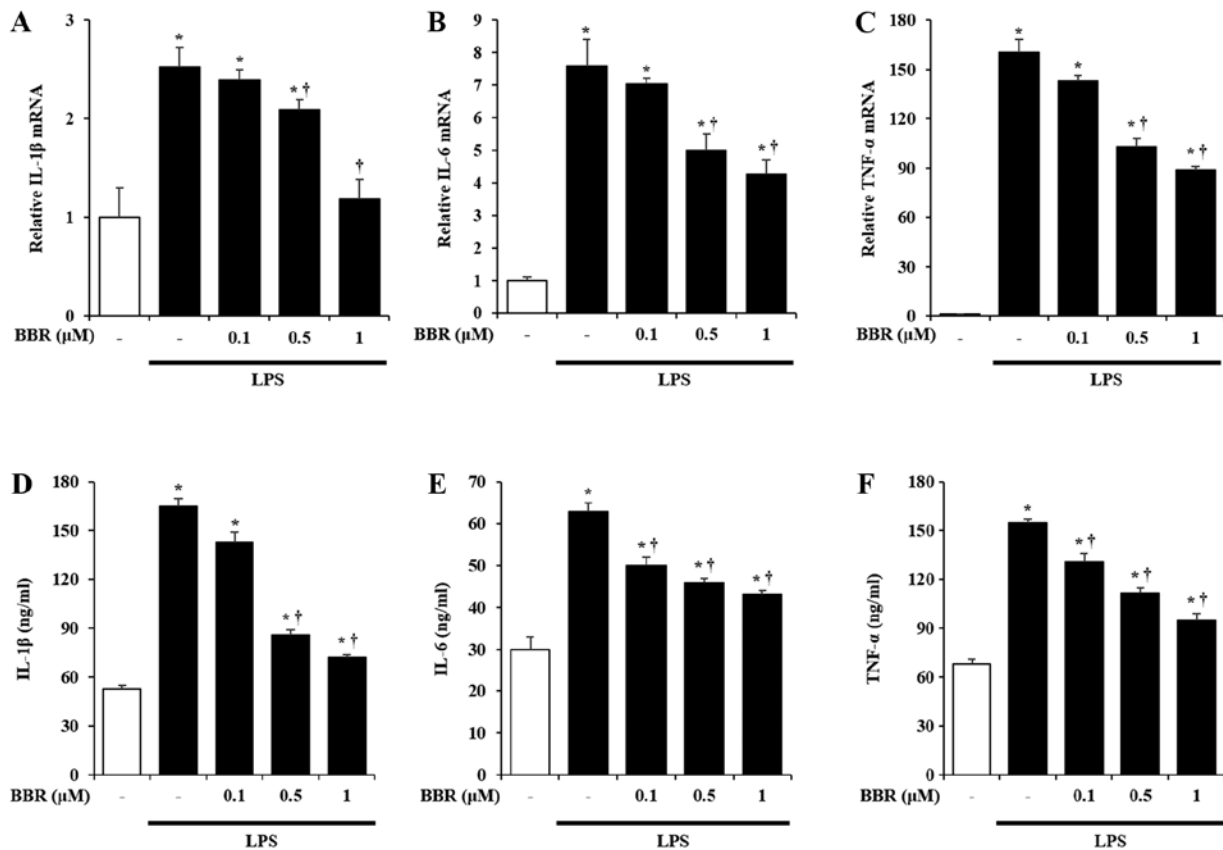 A
Relative IL-1β mRNA
3
2
1
0
* * * † †
BBR (μM) - - 0.1 0.5 1
LPS
B
Relative IL-6 mRNA
9
8
7
6
5
4
3
2
1
0
* * * † * †
BBR (μM) - - 0.1 0.5 1
LPS
C
Relative TNF-α mRNA
180
150
120
90
60
30
0
* * * † * †
BBR (μM) - - 0.1 0.5 1
LPS
D
IL-1β (ng/ml)
180
150
120
90
60
30
0
* * * † * †
BBR (μM) - - 0.1 0.5 1
LPS
E
IL-6 (ng/ml)
70
60
50
40
30
20
10
0
* * † * † * †
BBR (μM) - - 0.1 0.5 1
LPS
F
TNF-α (ng/ml)
180
150
120
90
60
30
0
* * † * † * †
BBR (μM) - - 0.1 0.5 1
LPS